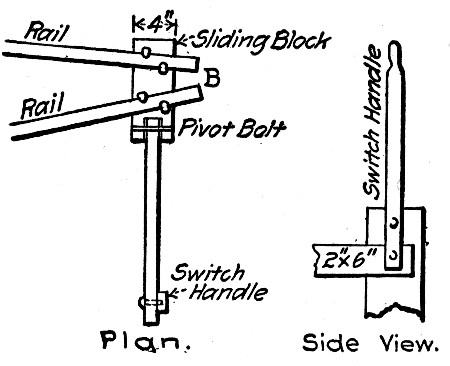 4"
Rail
Sliding Block
B
Rail
Pivot Bolt
Switch Handle
2"x6"
Switch
Handle
Plan.
Side View.